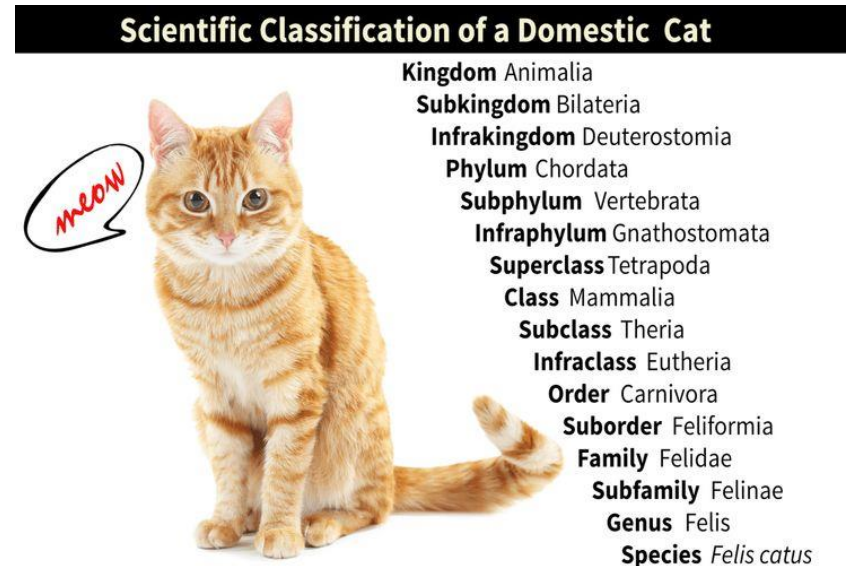 Scientific Classification of a Domestic Cat
meow
Kingdom Animalia
Subkingdom Bilateria
Infrakingdom Deuterostomia
Phylum Chordata
Subphylum Vertebrata
Infraphylum Gnathostomata
Superclass Tetrapoda
Class Mammalia
Subclass Theria
Infraclass Eutheria
Order Carnivora
Suborder Feliformia
Family Felidae
Subfamily Felinae
Genus Felis
Species Felis catus